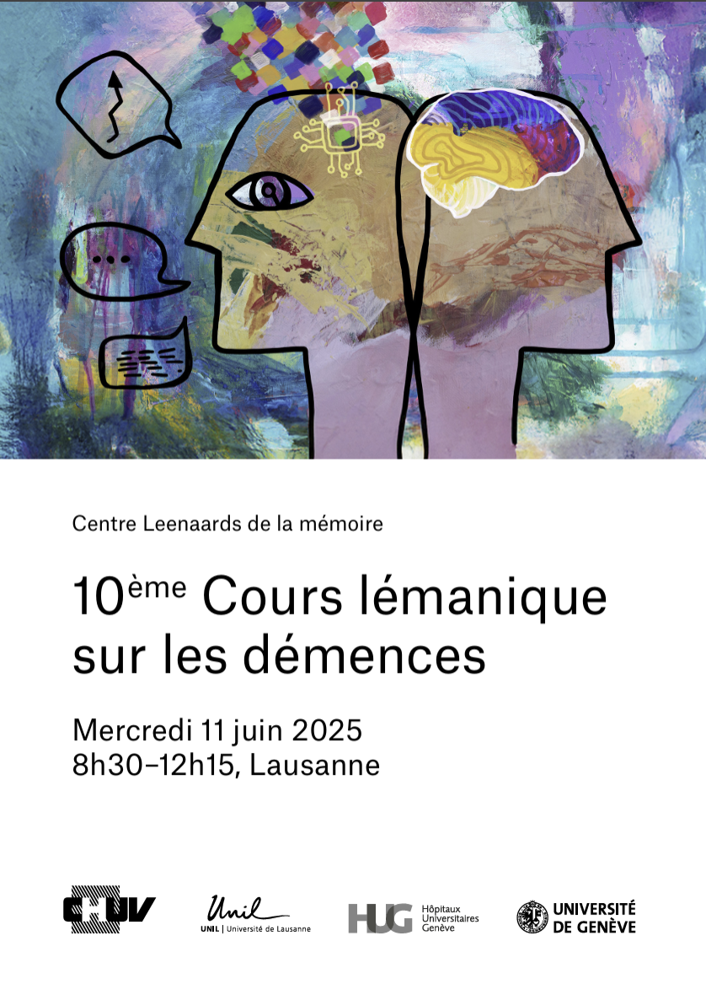 Centre Leenaards de la mémoire
10ème Cours lémanique
sur les démences
Mercredi 11 juin 2025
8h30–12h15, Lausanne
CHUV
Unil
UNIL | Université de Lausanne
HUG
Hôpitaux
Universitaires
Genève
UNIVERSITÉ
DE GENÈVE